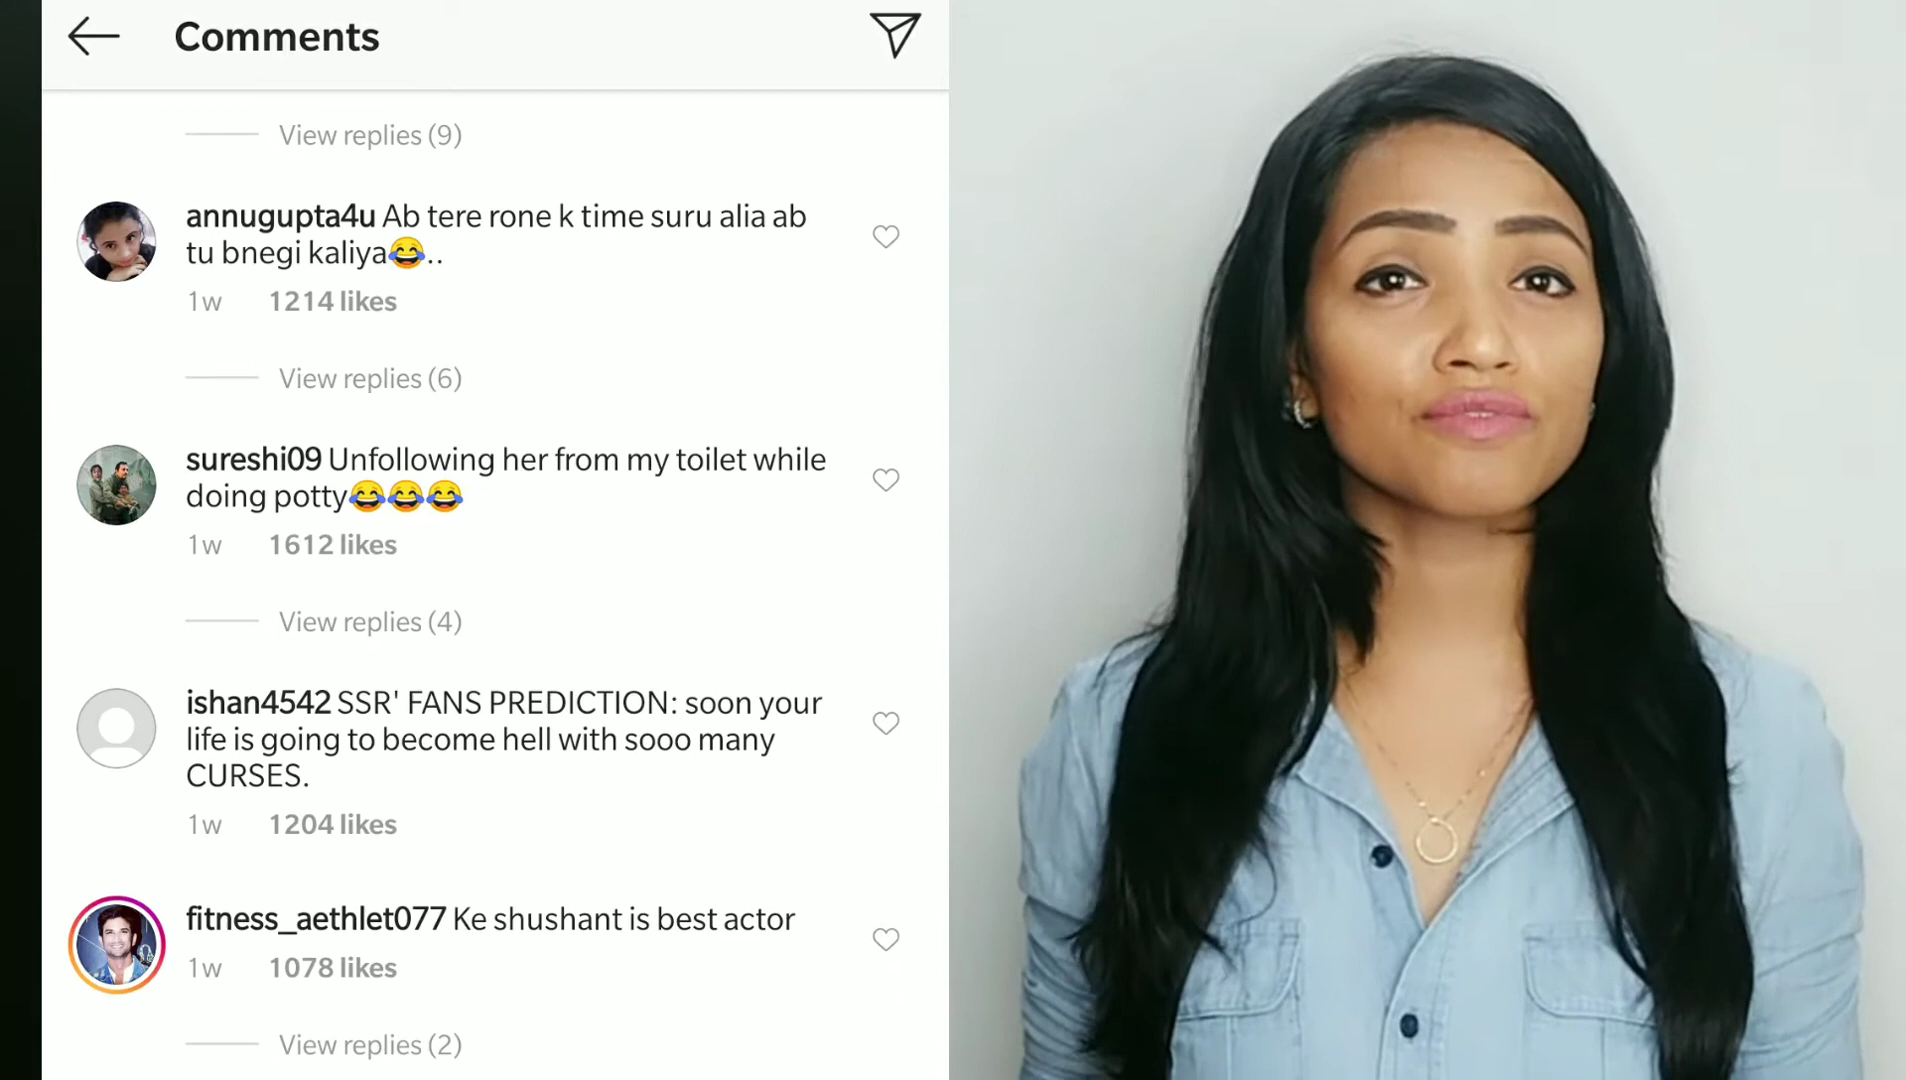 Comments
View replies (9)
annugupta4u Ab tere rone k time suru alia ab
tu bnegi kaliya😂..
1w 1214 likes
View replies (6)
sureshi09 Unfollowing her from my toilet while
doing potty😂😂😂
1w 1612 likes
View replies (4)
ishan4542 SSR' FANS PREDICTION: soon your
life is going to become hell with sooo many
CURSES.
1w 1204 likes
fitness_aethlet077 Ke shushant is best actor
1w 1078 likes
View replies (2)